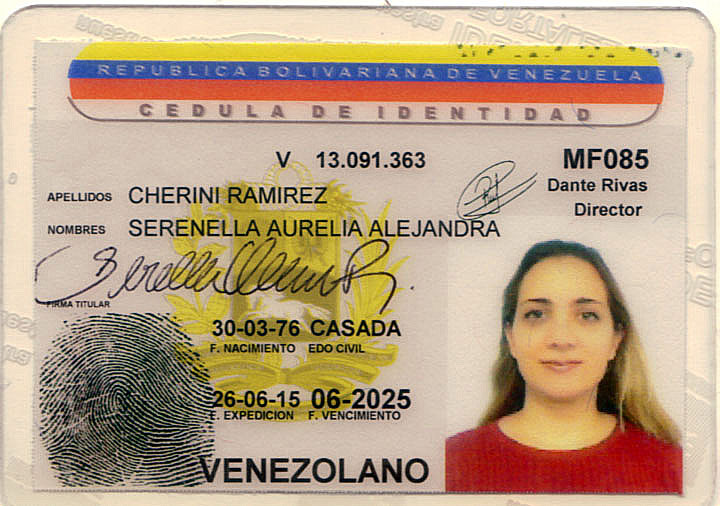 REPUBLICA BOLIVARIANA DE VENEZUELA
CEDULA DE IDENTIDAD
V 13.091.363
MF085
Dante Rivas
Director
APELLIDOS CHERINI RAMIREZ
NOMBRES SERENELLA AURELIA ALEJANDRA
FIRMA TITULAR
30-03-76 CASADA
F. NACIMIENTO EDO CIVIL
26-06-15 06-2025
F. EXPEDICION F. VENCIMIENTO
VENEZOLANO